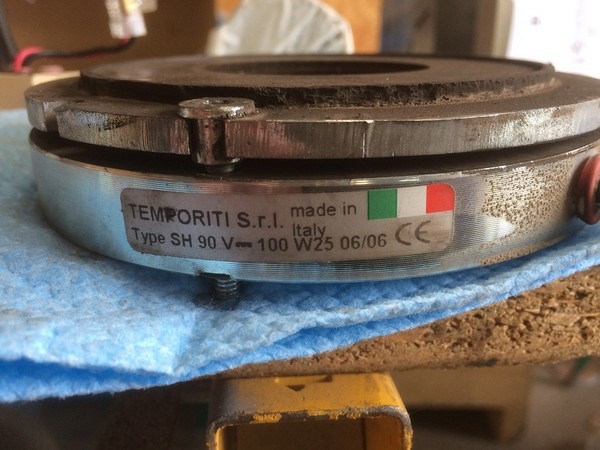 TEMPORITI S.r.l. made in
Italy
Type SH 90 V⎓ 100 W25 06/06 CE